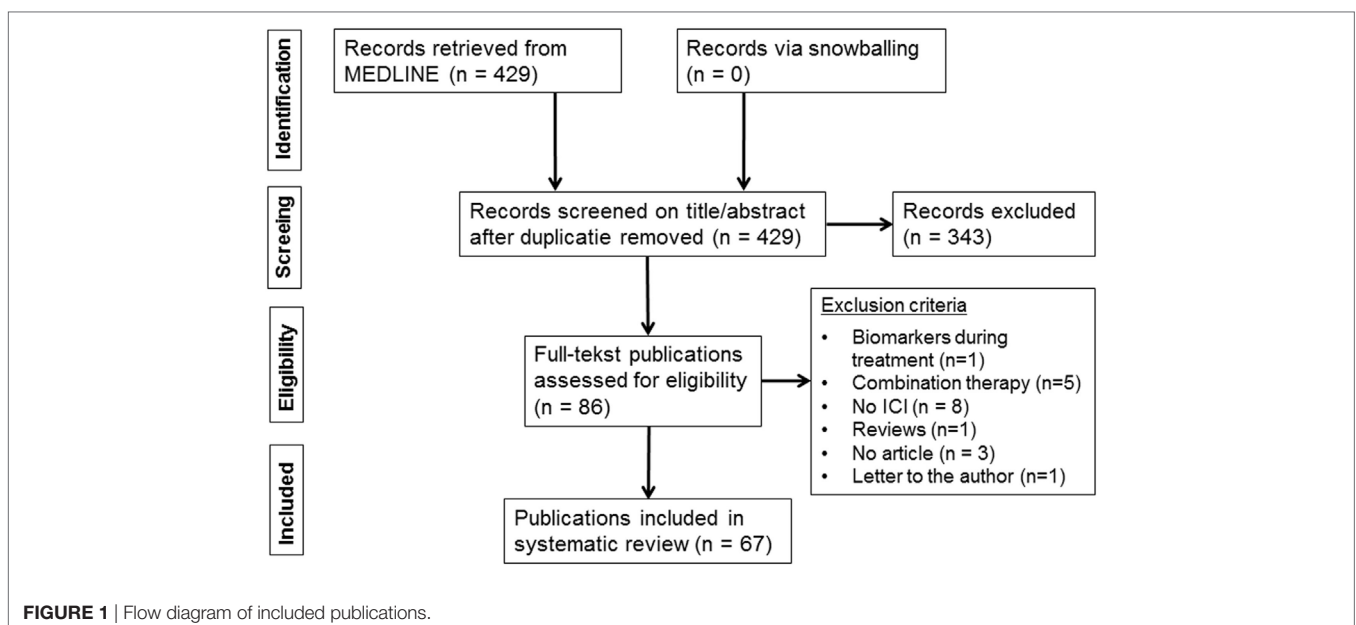 Identification
Records retrieved from
MEDLINE (n = 429)
Records via snowballing
(n = 0)
Screeing
Records screened on title/abstract
after duplicatie removed (n = 429)
Records excluded
(n = 343)
Eligibility
Full-tekst publications
assessed for eligibility
(n = 86)
Exclusion criteria
• Biomarkers during
treatment (n=1)
• Combination therapy (n=5)
• No ICI (n = 8)
• Reviews (n=1)
• No article (n = 3)
• Letter to the author (n=1)
Included
Publications included in
systematic review (n = 67)
FIGURE 1 | Flow diagram of included publications.